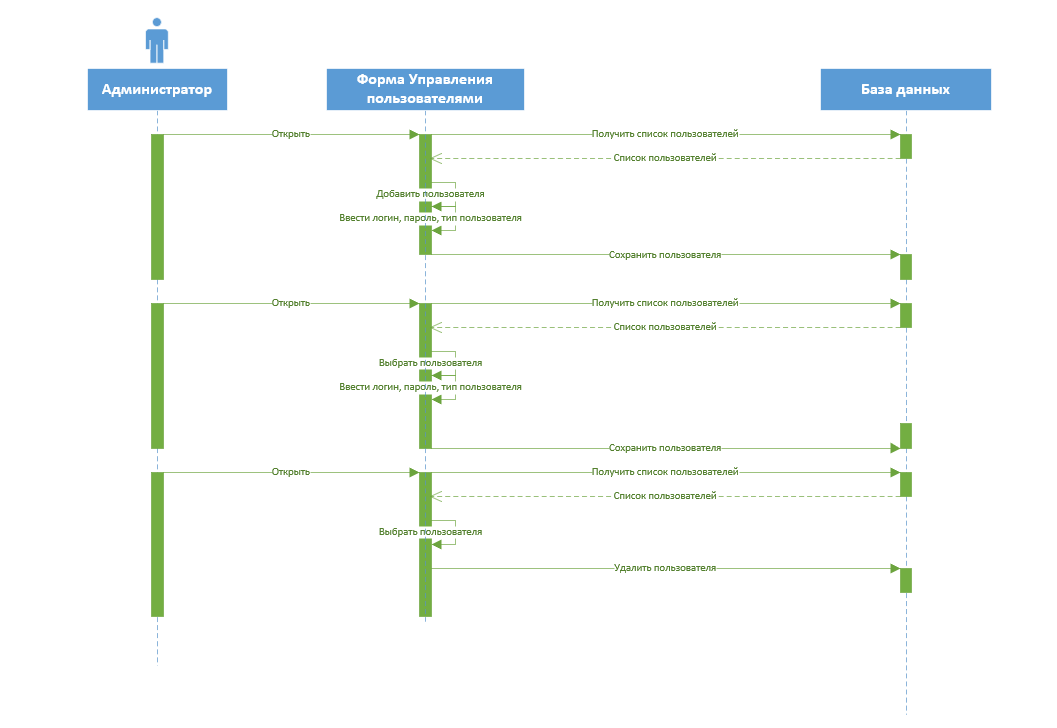 Администратор
Форма Управления
пользователями
База данных
Открыть
Получить список пользователей
Список пользователей
Добавить пользователя
Ввести логин, пароль, тип пользователя
Сохранить пользователя
Открыть
Получить список пользователей
Список пользователей
Выбрать пользователя
Ввести логин, пароль, тип пользователя
Сохранить пользователя
Открыть
Получить список пользователей
Список пользователей
Выбрать пользователя
Удалить пользователя